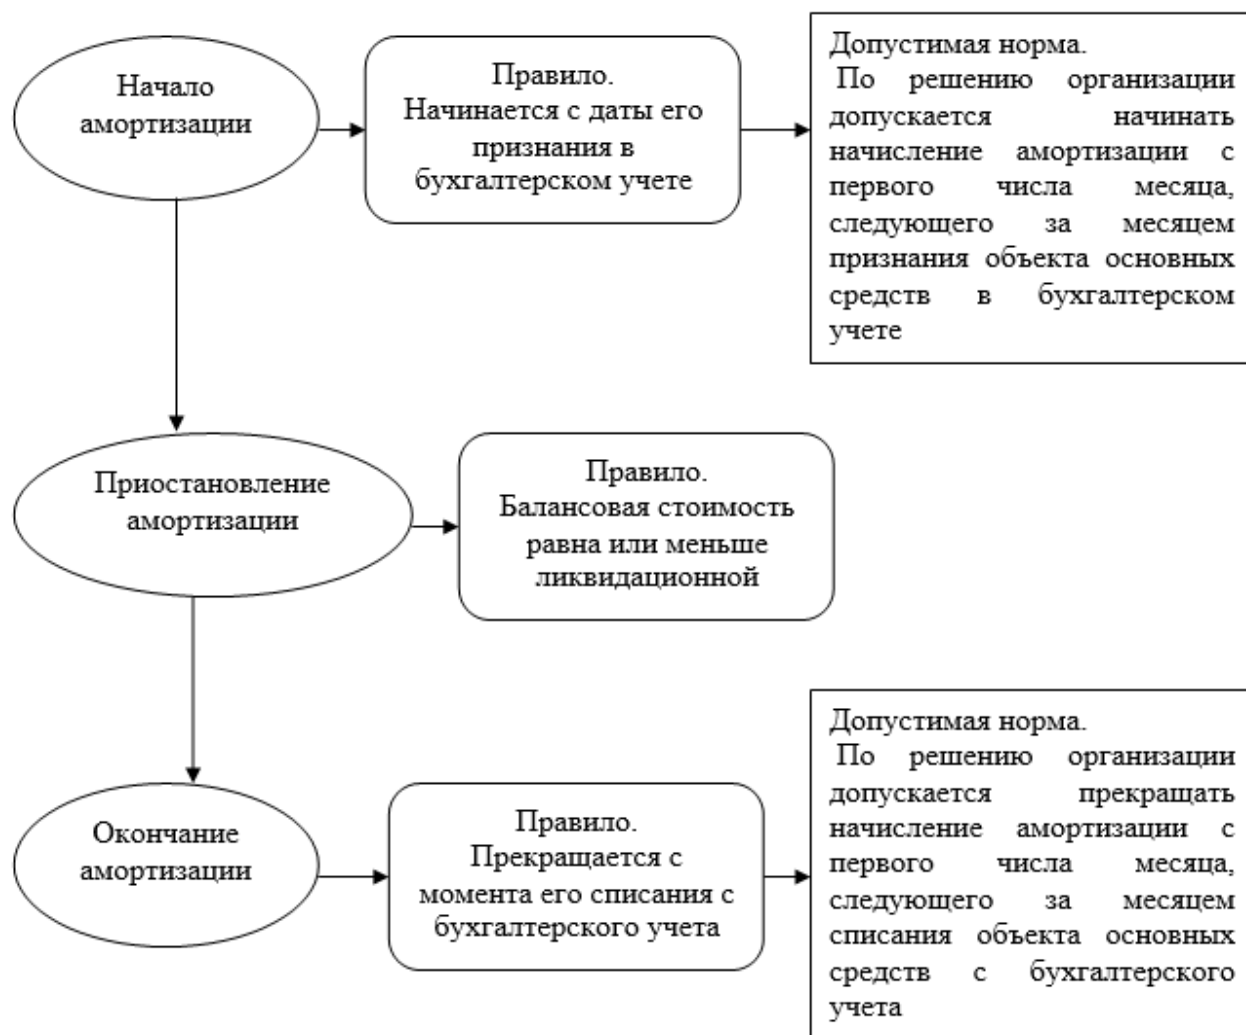 Начало
амортизации
Правило.
Начинается с даты его
признания в
бухгалтерском учете
Допустимая норма.
По решению организации
допускается начинать
начисление амортизации с
первого числа месяца,
следующего за месяцем
признания объекта основных
средств в бухгалтерском
учете
Приостановление
амортизации
Правило.
Балансовая стоимость
равна или меньше
ликвидационной
Окончание
амортизации
Правило.
Прекращается с
момента его списания с
бухгалтерского учета
Допустимая норма.
По решению организации
допускается прекращать
начисление амортизации с
первого числа месяца,
следующего за месяцем
списания объекта основных
средств с бухгалтерского
учета